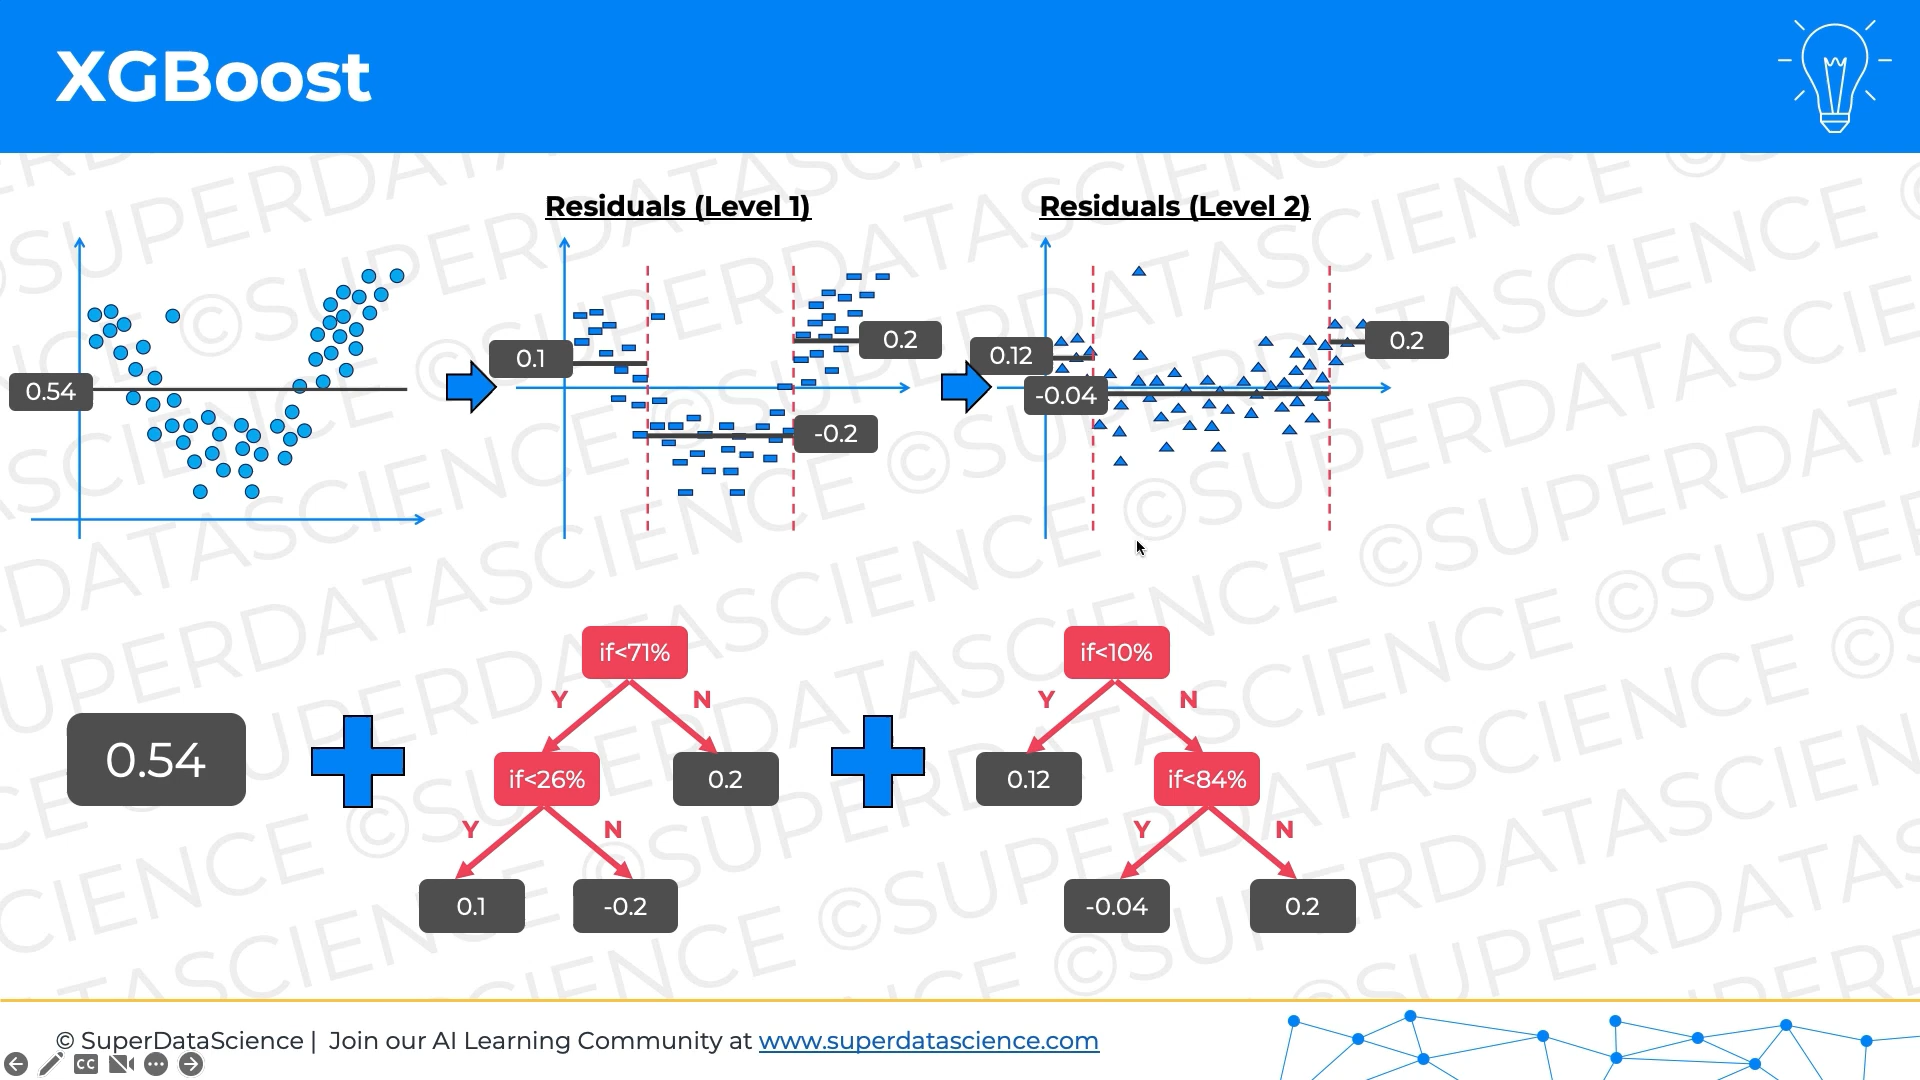 XGBoost
Residuals (Level 1)
Residuals (Level 2)
0.54
0.1
0.2
-0.2
0.12
-0.04
0.2
if<71%
Y
N
if<26%
0.2
Y
N
0.1
-0.2
0.54
if<10%
Y
N
0.12
if<84%
Y
N
-0.04
0.2
©SUPERDATASCIENCE
© SuperDataScience | Join our AI Learning Community at www.superdatascience.com
CC